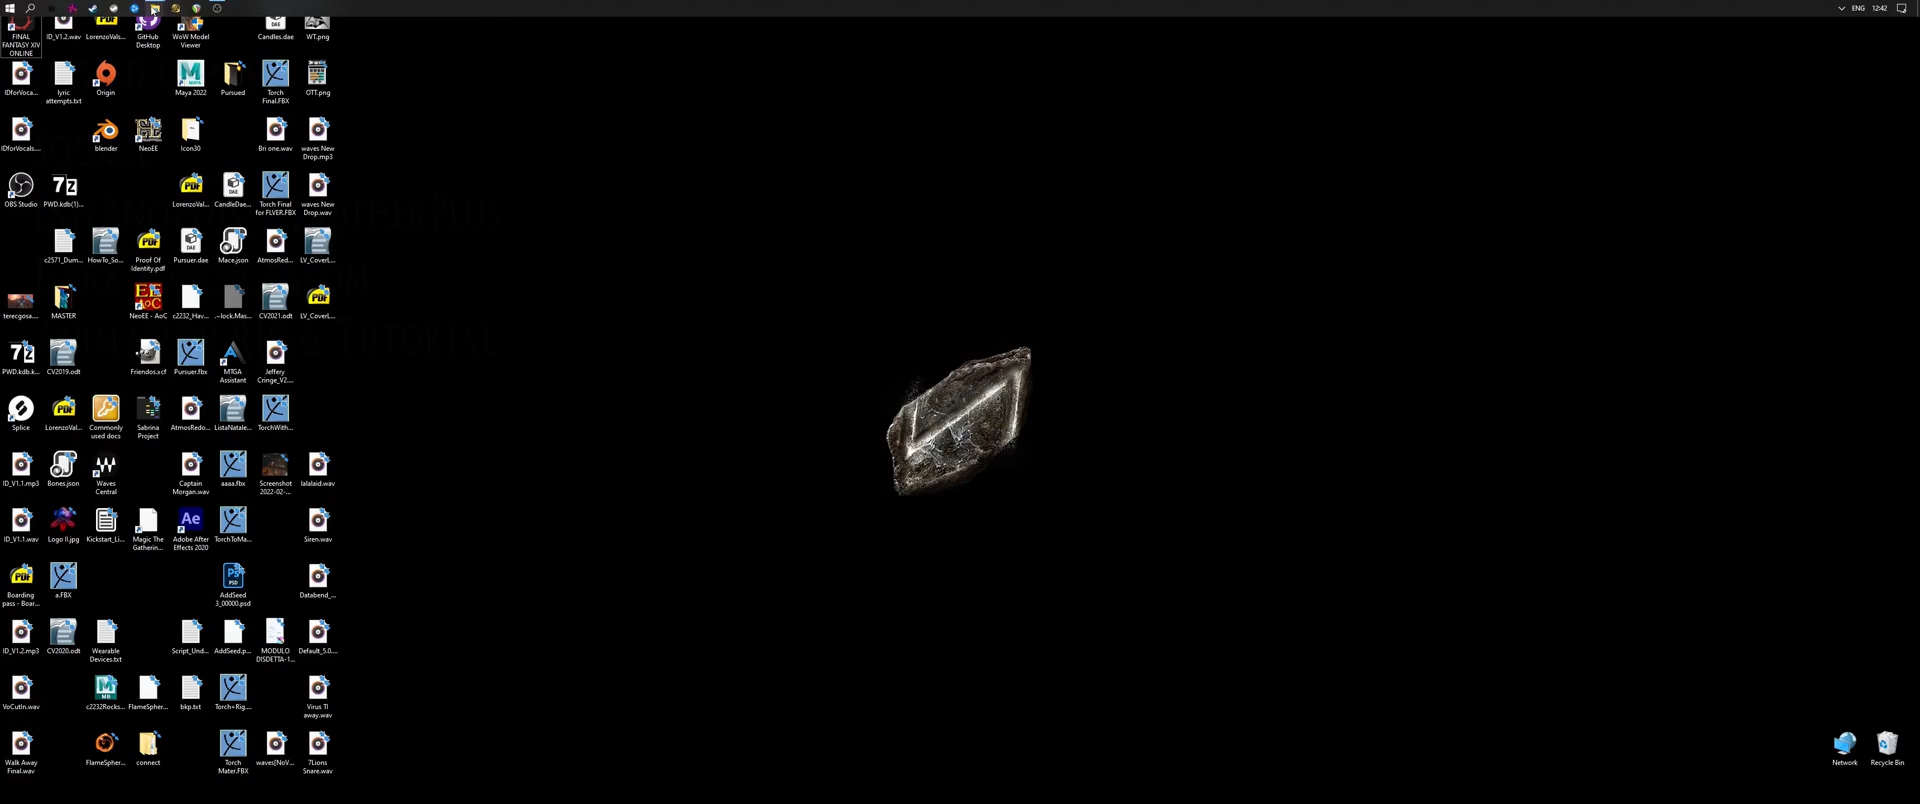 ENG 12:42
FINAL
FANTASY XIV
ONLINE
ID_V1.2.wav
LorenzoVals...
GitHub
Desktop
WoW Model
Viewer
Candles.dae
WT.png
IDforVoca...
lyric
attempts.txt
Origin
Maya 2022
Pursued
Torch
Final.FBX
OTT.png
IDforVocals....
blender
NeoEE
Icon30
Bri one.wav
waves New
Drop.mp3
OBS Studio
PWD.kdb(1)...
LorenzoVal...
CandleDae...
Torch Final
for FLVER.FBX
waves New
Drop.wav
c2571_Dum...
HowTo_So...
Proof Of
Identity.pdf
Pursuer.dae
Mace.json
AtmosRed...
LV_CoverL...
terecgosa....
MASTER
NeoEE - AoC
c2232_Hav...
.~lock.Mas...
CV2021.odt
LV_CoverL...
PWD.kdb.k...
CV2019.odt
Friendos.xcf
Pursuer.fbx
MTGA
Assistant
Jeffery
Cringe_V2....
& TUTORIAL
Splice
LorenzoVal...
Commonly
used docs
Sabrina
Project
AtmosRedo...
ListaNatale...
TorchWith...
ID_V1.1.mp3
Bones.json
Waves
Central
Captain
Morgan.wav
aaaa.fbx
Screenshot
2022-02-...
lalalaid.wav
ID_V1.1.wav
Logo II.jpg
Kickstart_Li...
Magic The
Gatherin...
Adobe After
Effects 2020
TorchToMa...
Siren.wav
Boarding
pass - Boar...
a.FBX
AddSeed
3_00000.psd
Databend_...
ID_V1.2.mp3
CV2020.odt
Wearable
Devices.txt
Script_Und...
AddSeed.p...
MODULO
DISDETTA-1...
Default_5.0....
VoCutIn.wav
c2232Rocks...
FlameSpher...
bkp.txt
Torch+Rig....
Virus TI
away.wav
Walk Away
Final.wav
FlameSpher...
connect
Torch
Mater.FBX
waves[NoV...
7Lions
Snare.wav
Network
Recycle Bin